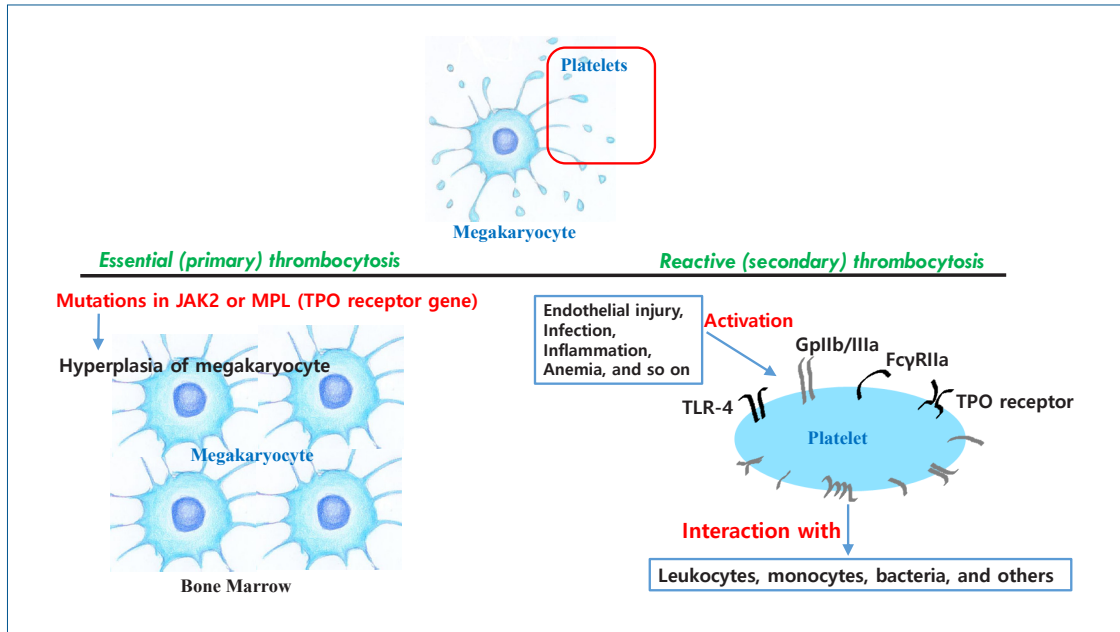 Platelets
Megakaryocyte
Essential (primary) thrombocytosis
Mutations in JAK2 or MPL (TPO receptor gene)
Hyperplasia of megakaryocyte
Megakaryocyte
Bone Marrow
Reactive (secondary) thrombocytosis
Endothelial injury,
Infection,
Inflammation,
Anemia, and so on
Activation
GpIIb/IIIa
FcγRIIa
TLR-4
TPO receptor
Platelet
Interaction with
Leukocytes, monocytes, bacteria, and others